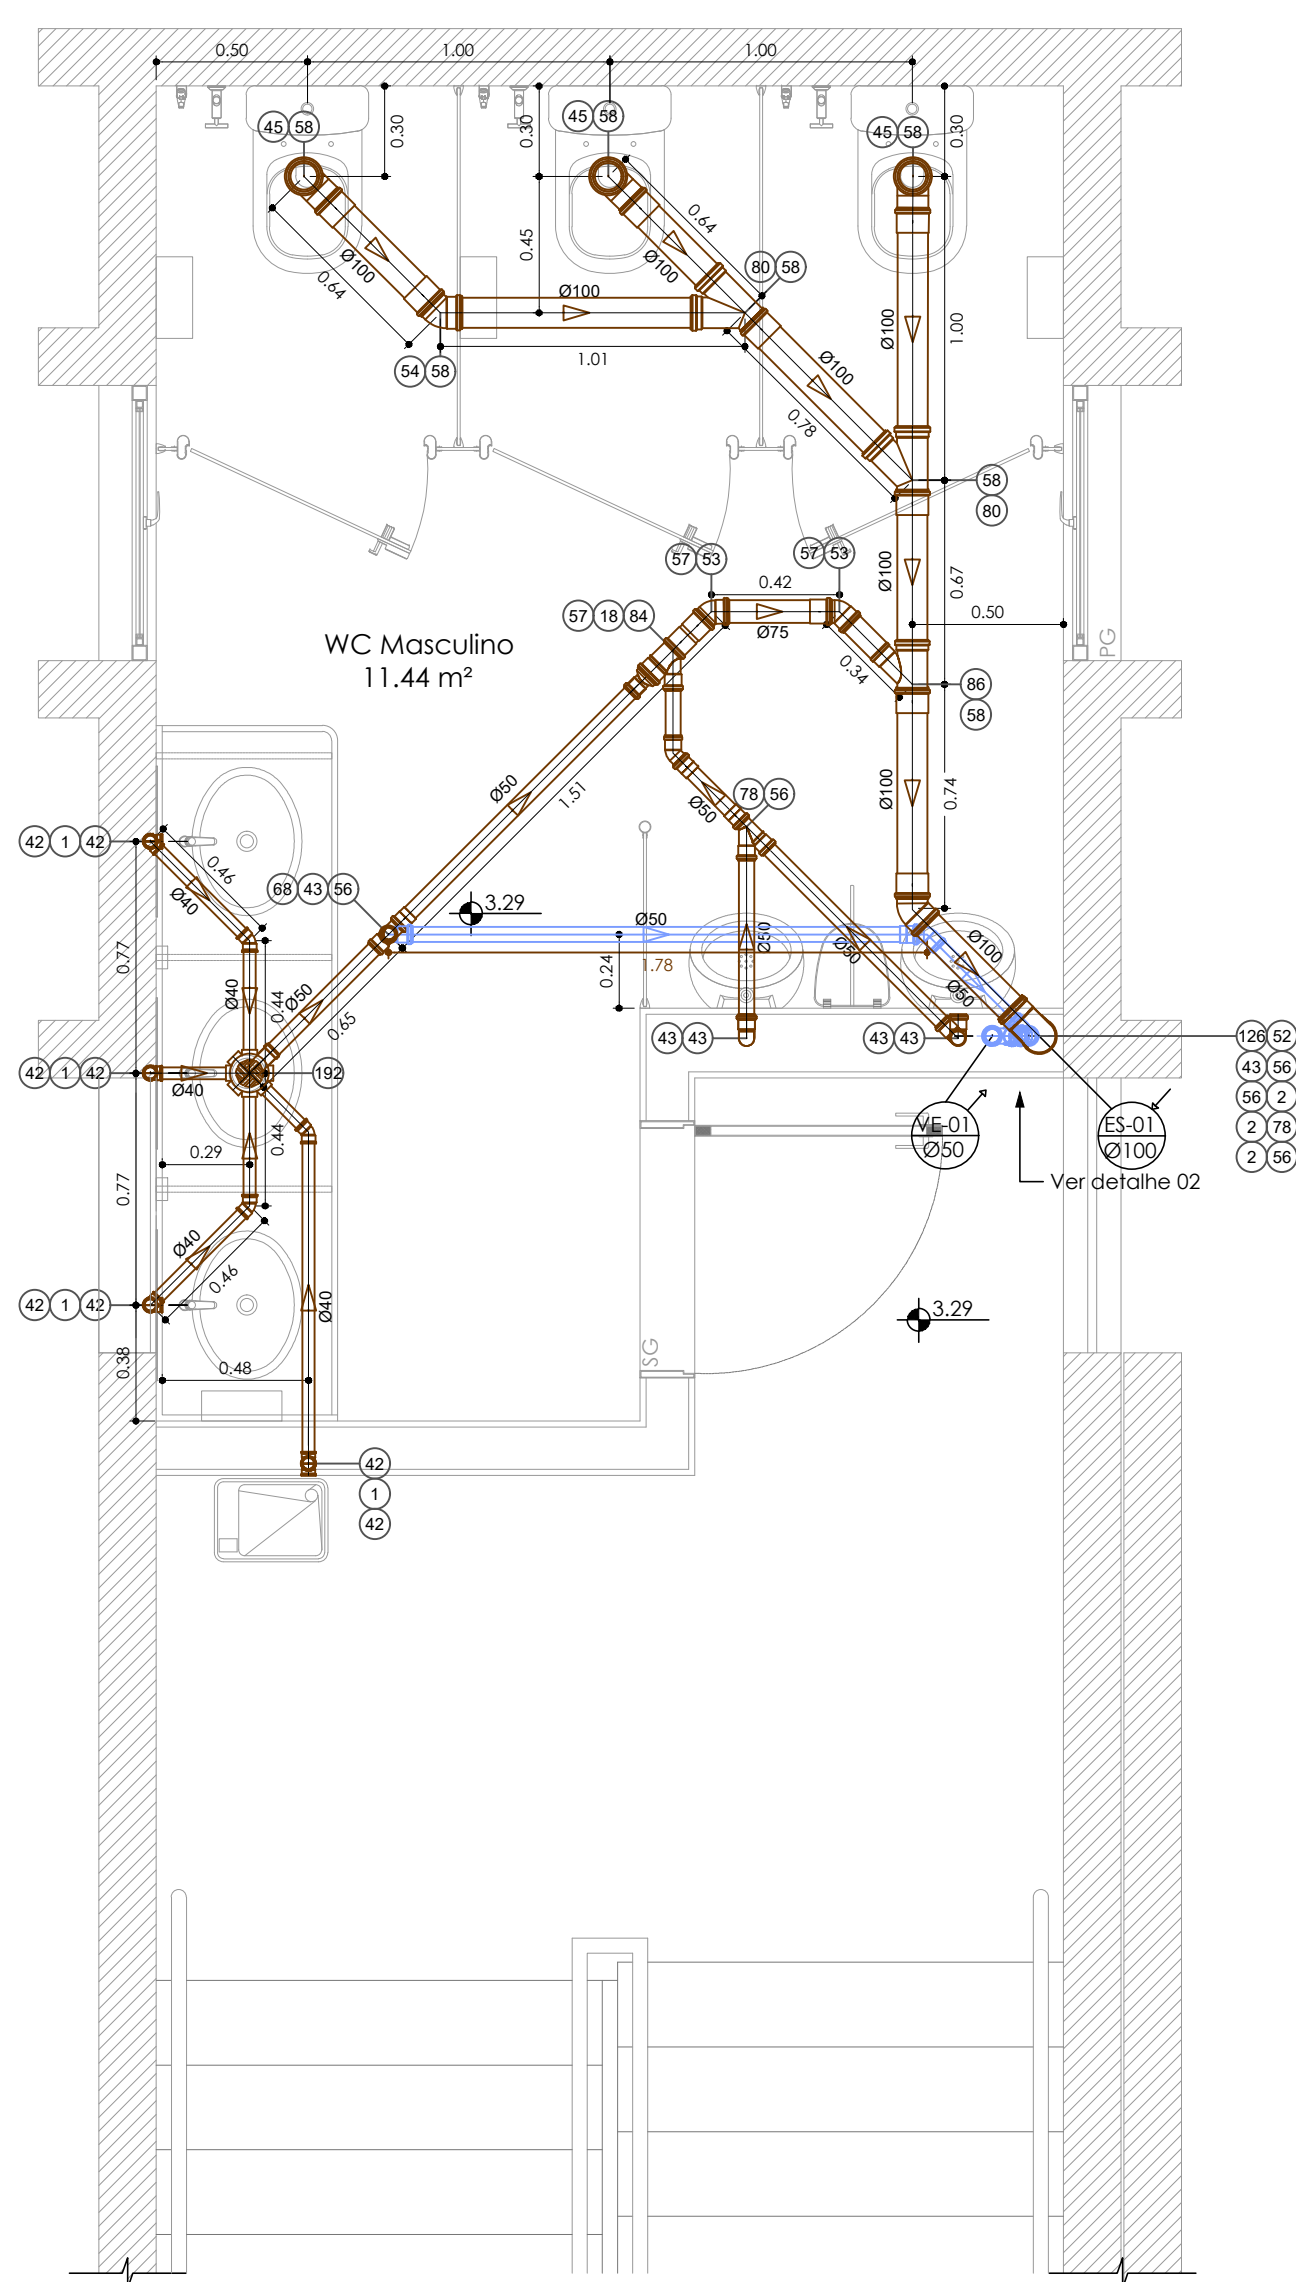 0.50
1.00
1.00
45 58
0.30
45 58
0.30
45 58
0.30
Ø100
0.64
0.45
0.64
Ø100
80 58
Ø100
1.01
54 58
Ø100
0.78
Ø100
1.00
58
80
57 53
57 53
0.42
Ø75
Ø100
0.67
0.50
PG
57 18 84
0.34
86
58
WC Masculino
11.44 m²
Ø50
1.51
78 56
Ø50
Ø100
0.74
42 1 42
0.46
Ø40
68 43 56
3.29
Ø50
0.24
1.78
Ø50
Ø50
Ø100
Ø50
0.77
Ø40
0.44
Ø50
0.65
43 43
43 43
126 52
43 56
56 2
2 78
2 56
42 1 42
Ø40
192
VE-01
Ø50
ES-01
Ø100
Ver detalhe 02
0.29
0.44
0.77
Ø40
0.46
42 1 42
Ø40
3.29
0.38
0.48
SG
42
1
42